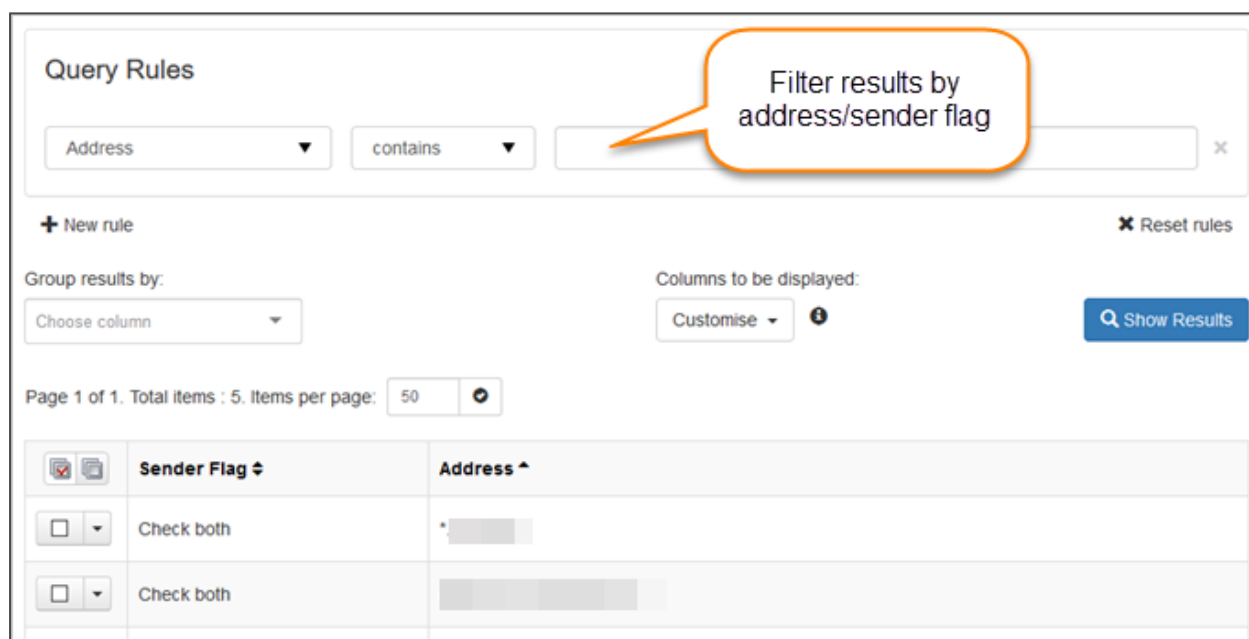 Query Rules
Filter results by
address/sender flag
Address
contains
New rule
Reset rules
Group results by:
Columns to be displayed:
Choose column
Customise
Show Results
Page 1 of 1. Total items : 5. Items per page: 50
Sender Flag
Address
Check both
*.
Check both